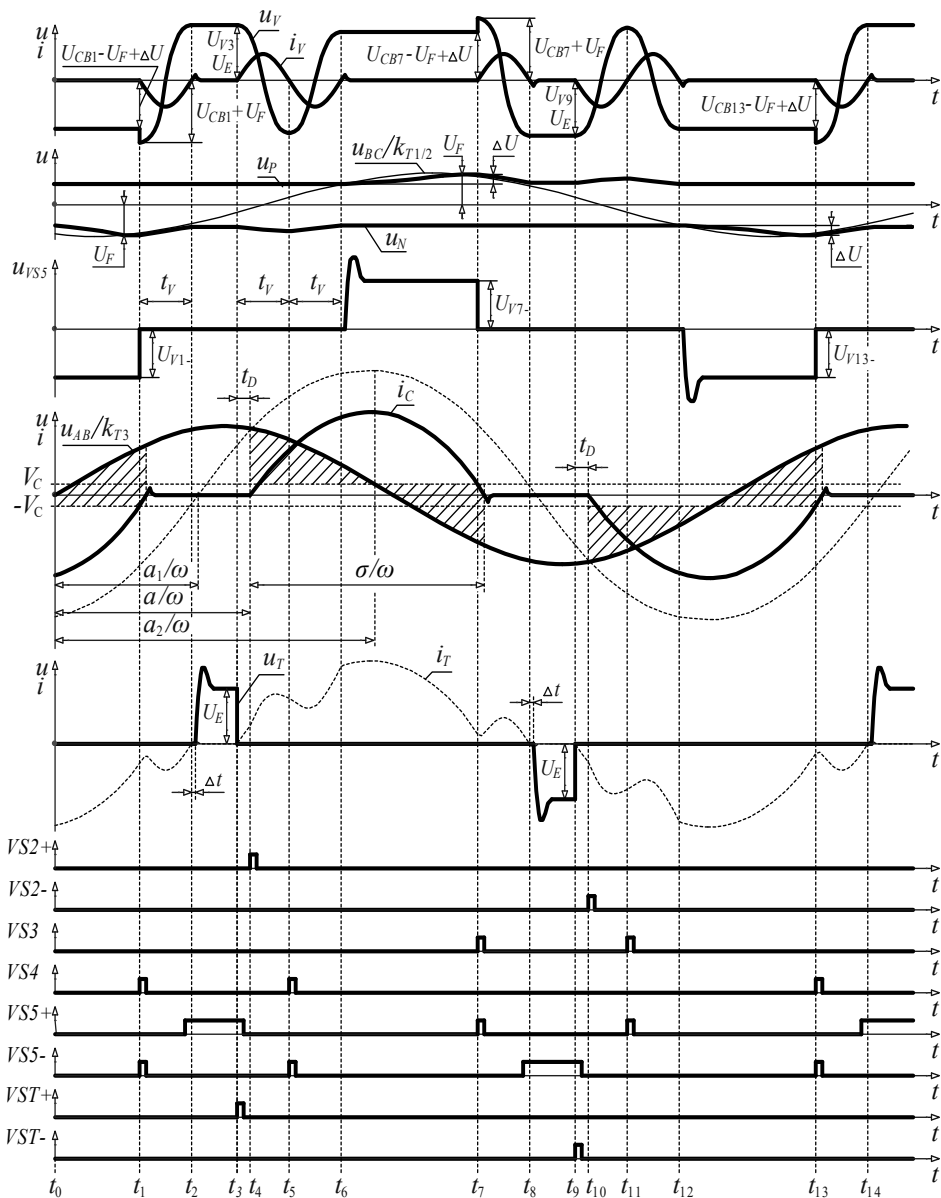 u
i
u_V
i_V
U_CB1-U_F+ΔU
U_V3
U_E
U_CB7-U_F+ΔU
U_CB7+U_F
U_CB1+U_F
U_V9
U_E
U_CB13-U_F+ΔU
t
u
u_P
u_BC/k_T1/2
U_F
ΔU
t
U_F
u_N
ΔU
u_VS5
t_V
t_V
t_V
U_V7-
t
U_V1-
U_V13-
t_D
u
i
i_C
u_AB/k_T3
t_D
V_C
-V_C
t
a_1/ω
σ/ω
a/ω
a_2/ω
u
i
u_T
i_T
U_E
Δt
t
Δt
U_E
VS2+
t
VS2-
t
VS3
t
VS4
t
VS5+
t
VS5-
t
VST+
t
VST-
t
t_0 t_1 t_2 t_3 t_4 t_5 t_6 t_7 t_8 t_9 t_10 t_11 t_12 t_13 t_14